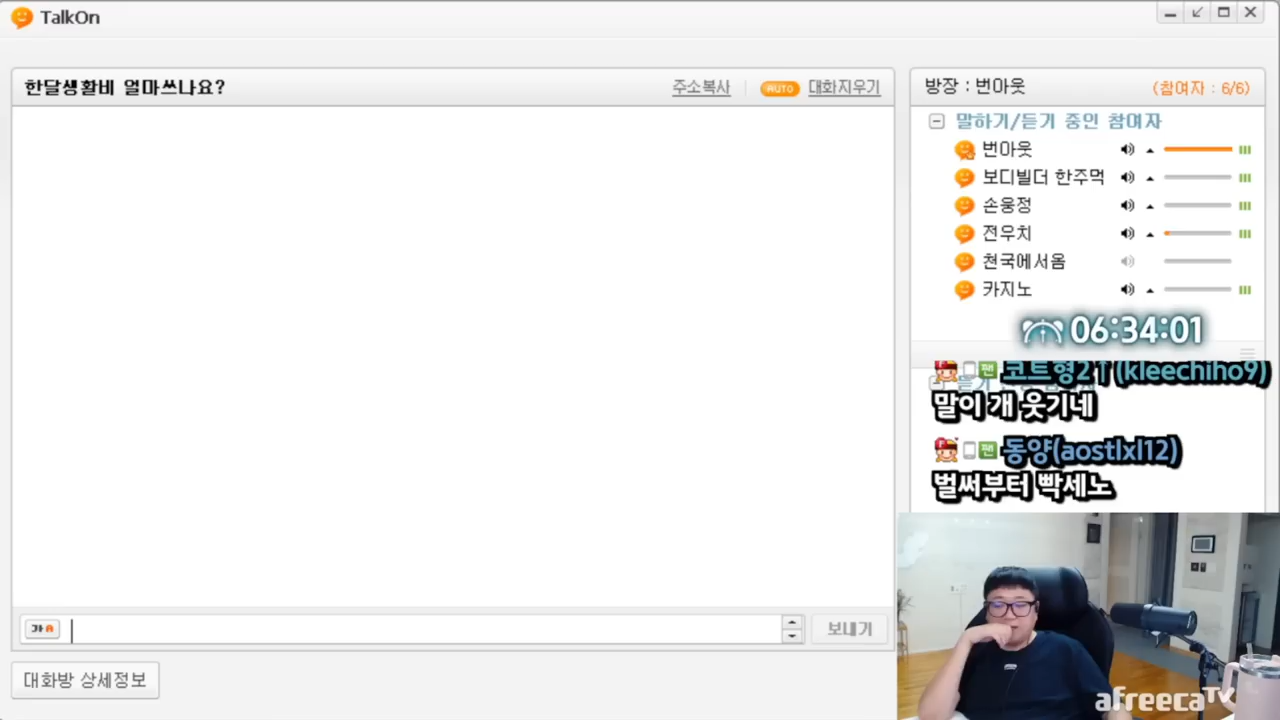 TalkOn
한달생활비 얼마쓰나요?
주소복사
AUTO
대화지우기
방장 : 번아웃
(참여자 : 6/6)
말하기/듣기 중인 참여자
번아웃
보디빌더 한주먹
손웅정
전우치
천국에서옴
카지노
06:34:01
팬 코트형2↑(kleechiho9)
말이 개 웃기네
팬 동양(aostlxl12)
벌써부터 빡세노
가A
보내기
대화방 상세정보
afreecaTV